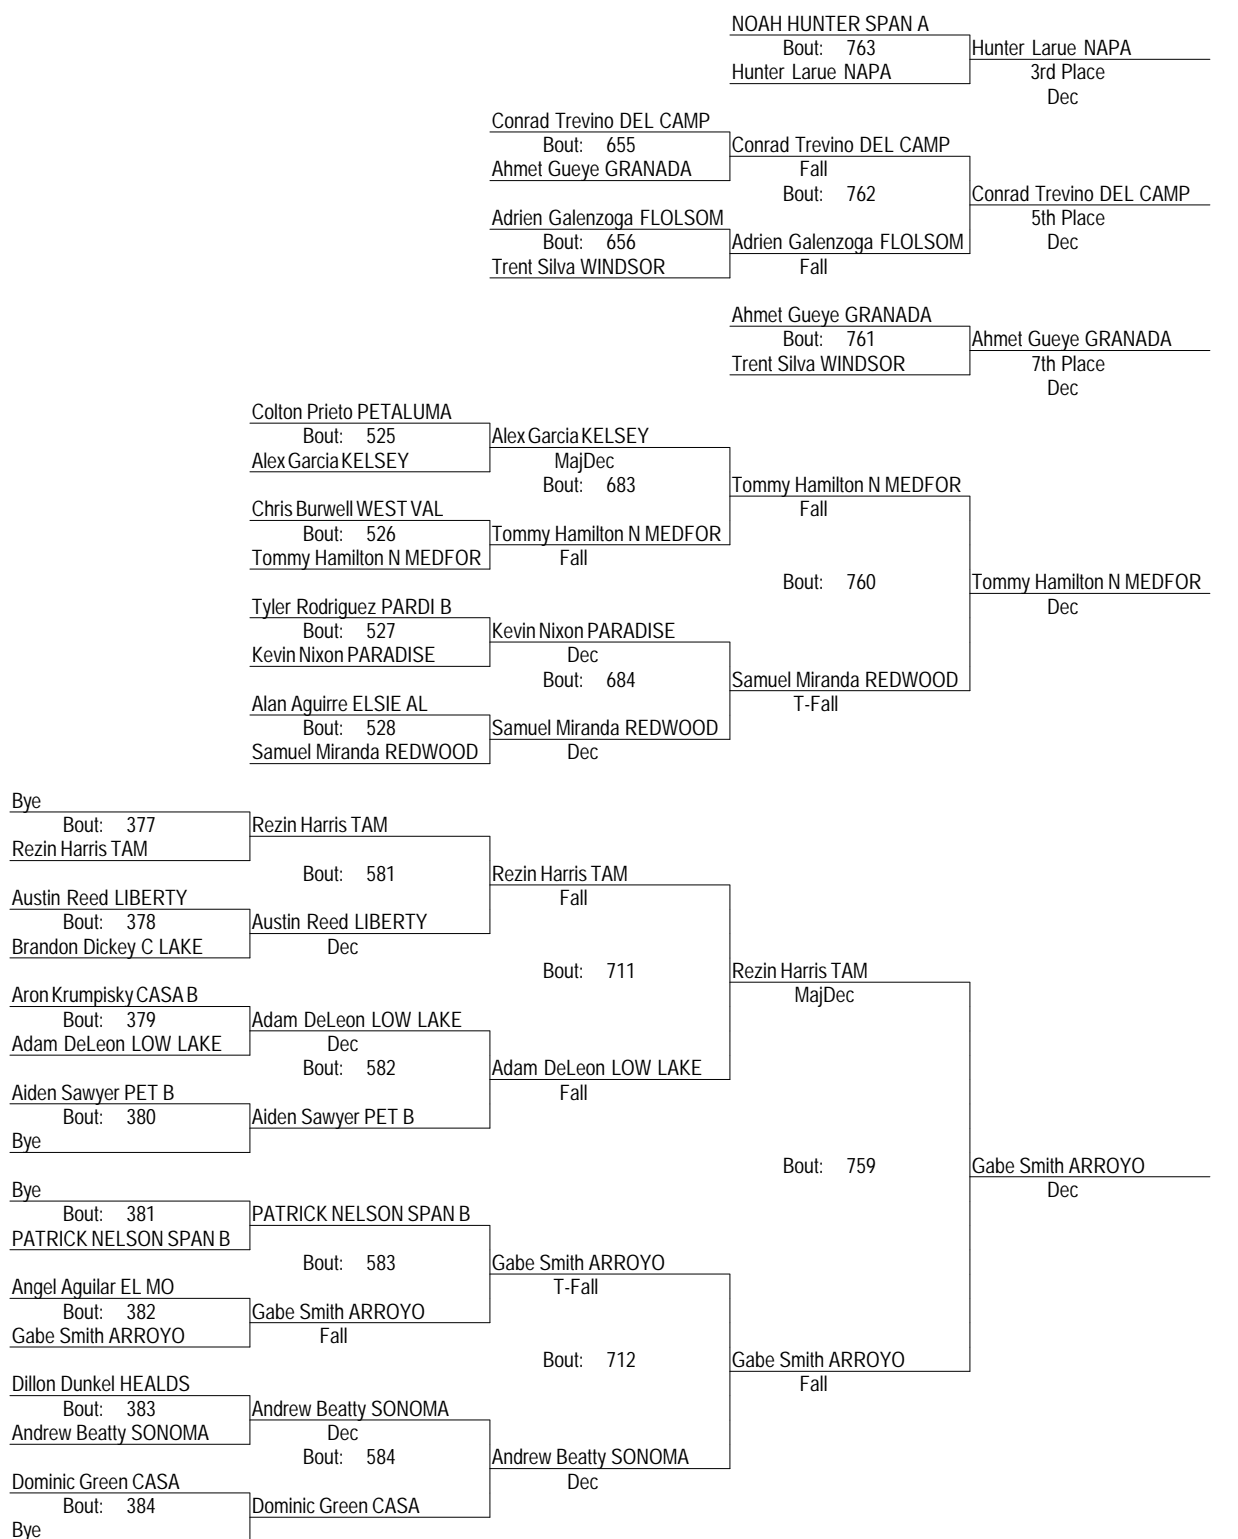 NOAH HUNTER SPAN A
Bout: 763
Hunter Larue NAPA
Hunter Larue NAPA
3rd Place
Dec
Conrad Trevino DEL CAMP
Bout: 655
Conrad Trevino DEL CAMP
Ahmet Gueye GRANADA
Fall
Bout: 762
Conrad Trevino DEL CAMP
Adrien Galenzoga FLOLSOM
5th Place
Bout: 656
Adrien Galenzoga FLOLSOM
Dec
Trent Silva WINDSOR
Fall
Ahmet Gueye GRANADA
Bout: 761
Ahmet Gueye GRANADA
Trent Silva WINDSOR
7th Place
Dec
Colton Prieto PETALUMA
Bout: 525
Alex Garcia KELSEY
Alex Garcia KELSEY
MajDec
Bout: 683
Tommy Hamilton N MEDFOR
Chris Burwell WEST VAL
Fall
Bout: 526
Tommy Hamilton N MEDFOR
Tommy Hamilton N MEDFOR
Fall
Bout: 760
Tommy Hamilton N MEDFOR
Tyler Rodriguez PARDI B
Dec
Bout: 527
Kevin Nixon PARADISE
Kevin Nixon PARADISE
Dec
Bout: 684
Samuel Miranda REDWOOD
Alan Aguirre ELSIE AL
T-Fall
Bout: 528
Samuel Miranda REDWOOD
Samuel Miranda REDWOOD
Dec
Bye
Bout: 377
Rezin Harris TAM
Rezin Harris TAM
Bout: 581
Rezin Harris TAM
Austin Reed LIBERTY
Fall
Bout: 378
Austin Reed LIBERTY
Brandon Dickey C LAKE
Dec
Bout: 711
Rezin Harris TAM
Aron Krumpisky CASA B
MajDec
Bout: 379
Adam DeLeon LOW LAKE
Adam DeLeon LOW LAKE
Dec
Bout: 582
Adam DeLeon LOW LAKE
Aiden Sawyer PET B
Fall
Bout: 380
Aiden Sawyer PET B
Bye
Bout: 759
Gabe Smith ARROYO
Bye
Dec
Bout: 381
PATRICK NELSON SPAN B
PATRICK NELSON SPAN B
Bout: 583
Gabe Smith ARROYO
Angel Aguilar EL MO
T-Fall
Bout: 382
Gabe Smith ARROYO
Gabe Smith ARROYO
Fall
Bout: 712
Gabe Smith ARROYO
Dillon Dunkel HEALDS
Fall
Bout: 383
Andrew Beatty SONOMA
Andrew Beatty SONOMA
Dec
Bout: 584
Andrew Beatty SONOMA
Dominic Green CASA
Dec
Bout: 384
Dominic Green CASA
Bye